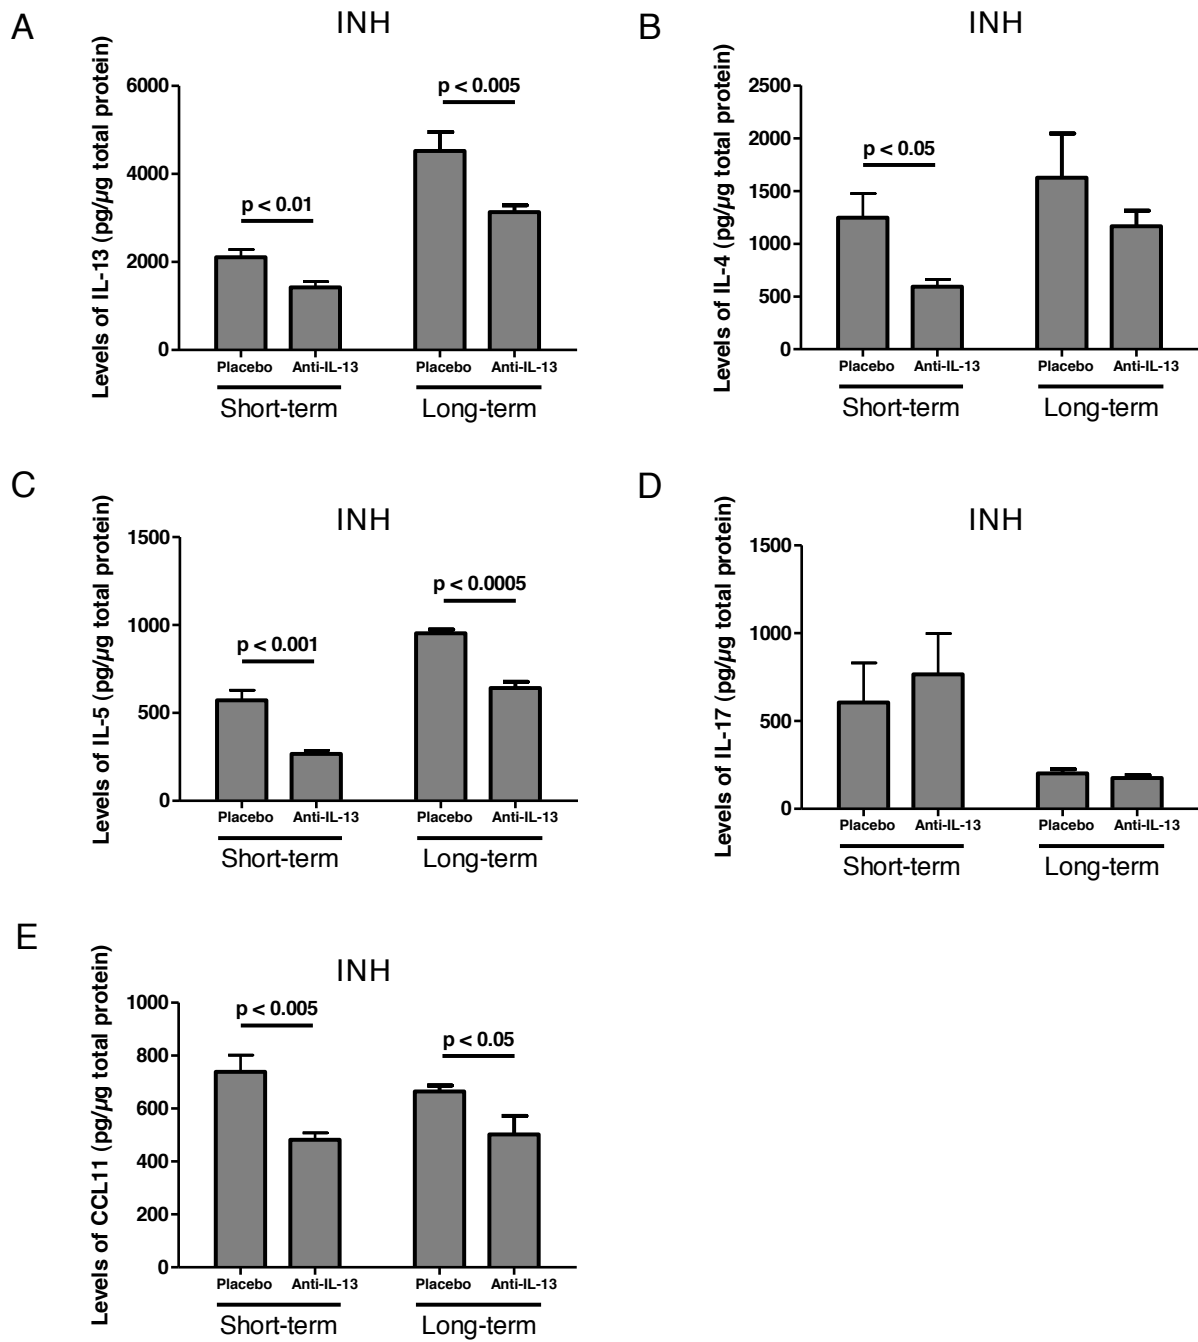 A
INH
Levels of IL-13 (pg/µg total protein)
6000
4000
2000
0
p < 0.01
p < 0.005
Placebo Anti-IL-13 Placebo Anti-IL-13
Short-term Long-term
B
INH
Levels of IL-4 (pg/µg total protein)
2500
2000
1500
1000
500
0
p < 0.05
Placebo Anti-IL-13 Placebo Anti-IL-13
Short-term Long-term
C
INH
Levels of IL-5 (pg/µg total protein)
1500
1000
500
0
p < 0.001
p < 0.0005
Placebo Anti-IL-13 Placebo Anti-IL-13
Short-term Long-term
D
INH
Levels of IL-17 (pg/µg total protein)
1500
1000
500
0
Placebo Anti-IL-13 Placebo Anti-IL-13
Short-term Long-term
E
INH
Levels of CCL11 (pg/µg total protein)
1000
800
600
400
200
0
p < 0.005
p < 0.05
Placebo Anti-IL-13 Placebo Anti-IL-13
Short-term Long-term